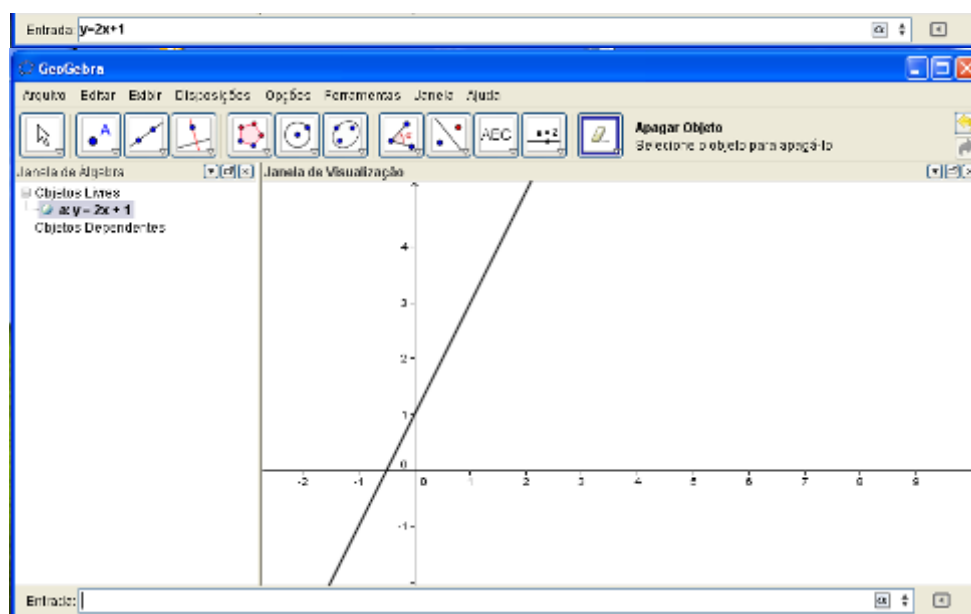 Entrada: y=2x+1
GeoGebra
Arquivo Editar Exibir Disposições Opções Ferramentas Janela Ajuda
ABC a=2 Apagar Objeto
Selecione o objeto para apagá-lo
Janela de Álgebra Janela de Visualização
Objetos Livres
a: y = 2x + 1
Objetos Dependentes
4
3
2
1
0
-2 -1 0 1 2 3 4 5 6 7 8 9
-1
Entrada: